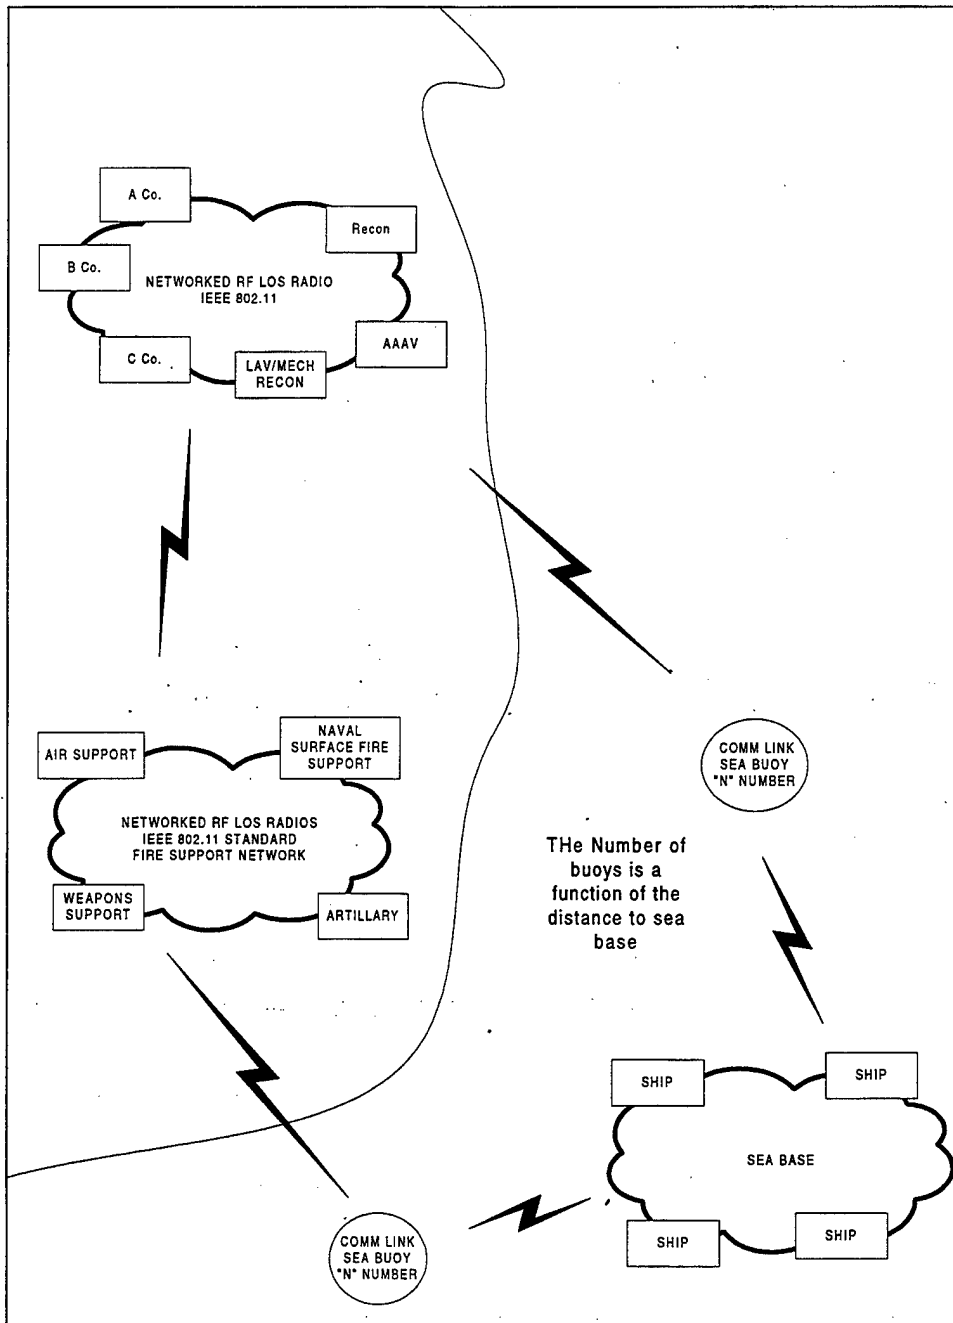 A Co.
Recon
B Co.
NETWORKED RF LOS RADIO
IEEE 802.11
C Co.
LAV/MECH
RECON
AAAV
AIR SUPPORT
NAVAL
SURFACE FIRE
SUPPORT
NETWORKED RF LOS RADIOS
IEEE 802.11 STANDARD
FIRE SUPPORT NETWORK
WEAPONS
SUPPORT
ARTILLARY
COMM LINK
SEA BUOY
"N" NUMBER
THe Number of
buoys is a
function of the
distance to sea
base
SHIP
SHIP
SEA BASE
SHIP
SHIP
COMM LINK
SEA BUOY
"N" NUMBER